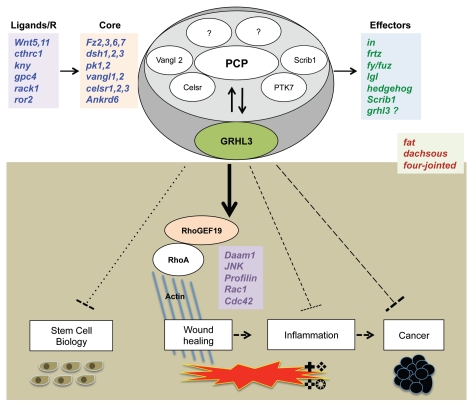 Ligands/R
Wnt5,11
cthrc1
kny
gpc4
rack1
ror2
Core
Fz2,3,6,7
dsh1,2,3
pk1,2
vangl1,2
celsr1,2,3
Ankrd6
?
?
Vangl 2
PCP
Scrib1
Celsr
PTK7
GRHL3
Effectors
in
frtz
fy/fuz
lgl
hedgehog
Scrib1
grhl3 ?
fat
dachsous
four-jointed
RhoGEF19
RhoA
Actin
Daam1
JNK
Profilin
Rac1
Cdc42
Stem Cell
Biology
Wound
healing
Inflammation
Cancer